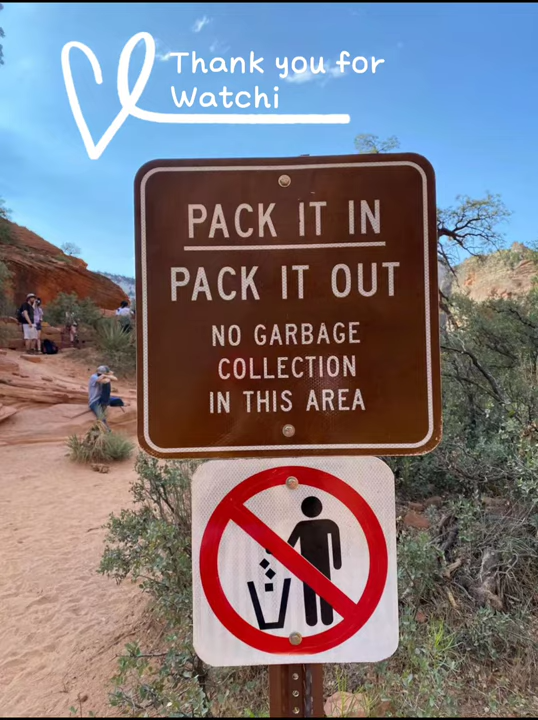 Thank you for
Watchi
PACK IT IN
PACK IT OUT
NO GARBAGE
COLLECTION
IN THIS AREA